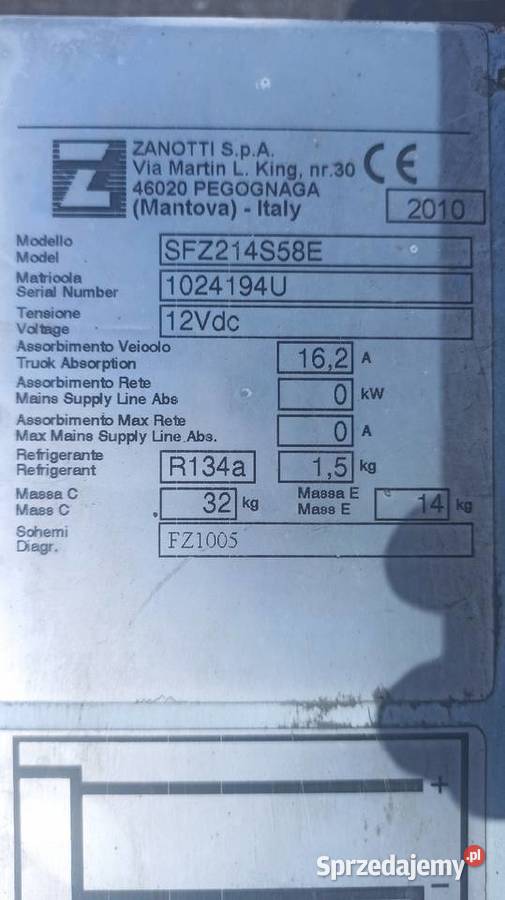 ZANOTTI S.p.A.
Via Martin L. King, nr.30
46020 PEGOGNAGA
(Mantova) - Italy
CE
2010
Modello
Model
SFZ214S58E
Matricola
Serial Number
1024194U
Tensione
Voltage
12Vdc
Assorbimento Veicolo
Truck Absorption
16,2 A
Assorbimento Rete
Mains Supply Line Abs
0 kW
Assorbimento Max Rete
Max Mains Supply Line Abs.
0 A
Refrigerante
Refrigerant
R134a
1,5 kg
Massa C
Mass C
32 kg
Massa E
Mass E
14 kg
Schemi
Diagr.
FZ1005
+
−
Sprzedajemy.pl